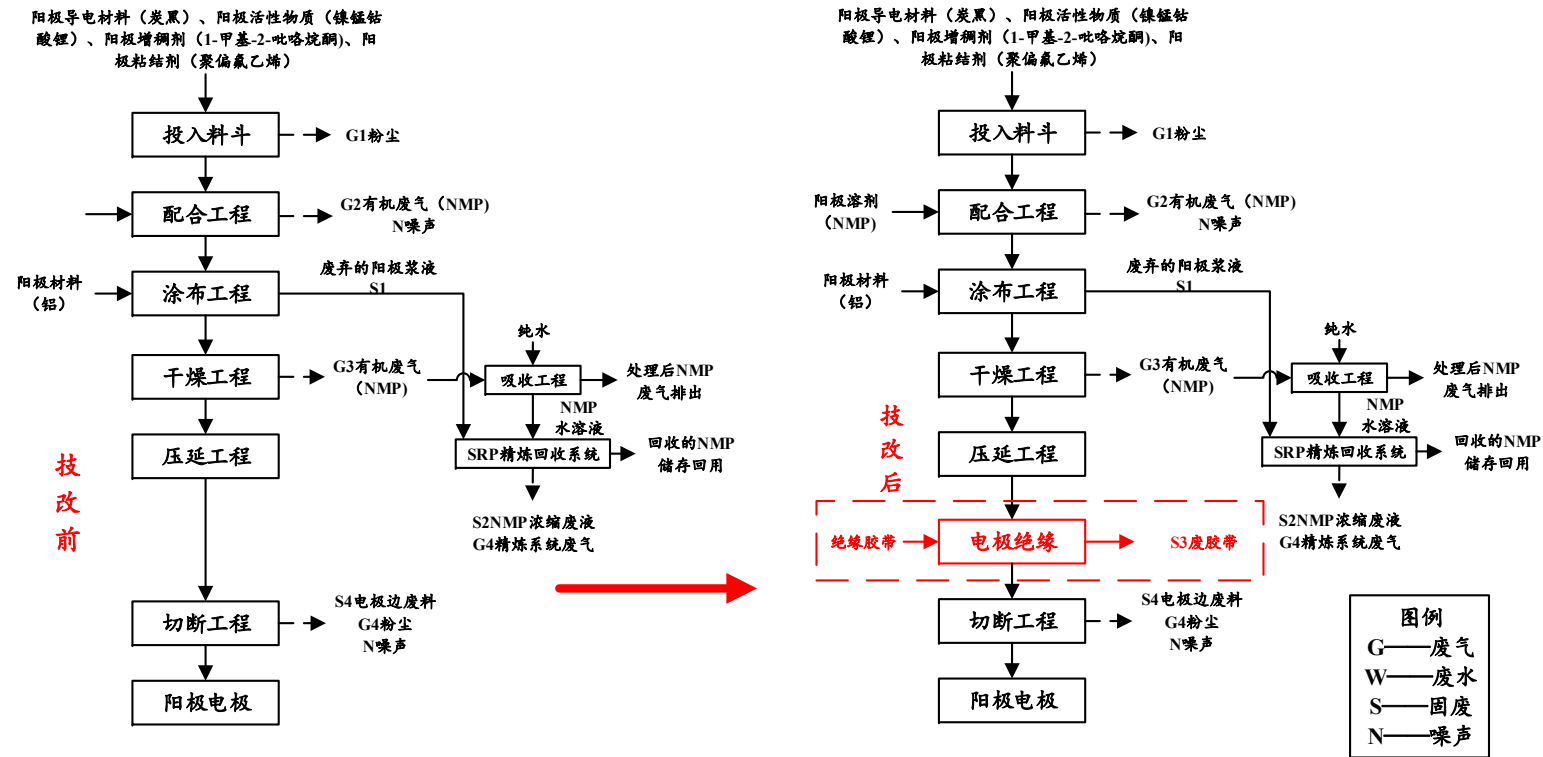 阳极导电材料（炭黑）、阳极活性物质（镍锰钴
酸锂）、阳极增稠剂（1-甲基-2-吡咯烷酮)、阳
极粘结剂（聚偏氟乙烯）
投入料斗
G1粉尘
配合工程
G2有机废气（NMP)
N噪声
阳极材料
（铝）
涂布工程
废弃的阳极浆液
S1
纯水
干燥工程
G3有机废气
（NMP)
吸收工程
处理后NMP
废气排出
NMP
水溶液
压延工程
SRP精炼回收系统
回收的NMP
储存回用
S2NMP浓缩废液
G4精炼系统废气
技
改
前
切断工程
S4电极边废料
G4粉尘
N噪声
阳极电极
阳极导电材料（炭黑）、阳极活性物质（镍锰钴
酸锂）、阳极增稠剂（1-甲基-2-吡咯烷酮)、阳
极粘结剂（聚偏氟乙烯）
投入料斗
G1粉尘
阳极溶剂
（NMP)
配合工程
G2有机废气（NMP)
N噪声
阳极材料
（铝）
涂布工程
废弃的阳极浆液
S1
纯水
干燥工程
G3有机废气
（NMP)
吸收工程
处理后NMP
废气排出
NMP
水溶液
技
改
后
压延工程
SRP精炼回收系统
回收的NMP
储存回用
S2NMP浓缩废液
G4精炼系统废气
绝缘胶带
电极绝缘
S3废胶带
切断工程
S4电极边废料
G4粉尘
N噪声
阳极电极
图例
G——废气
W——废水
S——固废
N——噪声